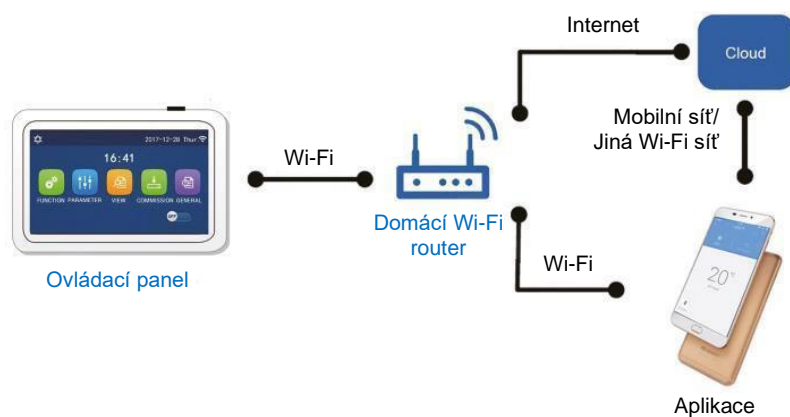 Internet
Cloud
Mobilní síť/
Jiná Wi-Fi síť
2017-12-28 Thur.
16:41
FUNCTION PARAMETER VIEW COMMISSION GENERAL
OFF
Wi-Fi
Domácí Wi-Fi
router
Ovládací panel
Wi-Fi
20
Aplikace